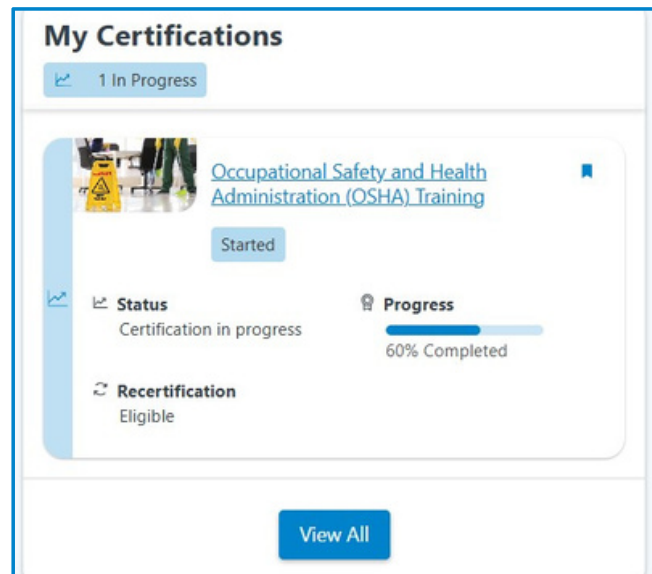 My Certifications
1 In Progress
Occupational Safety and Health
Administration (OSHA) Training
Started
Status
Certification in progress
Progress
60% Completed
Recertification
Eligible
View All